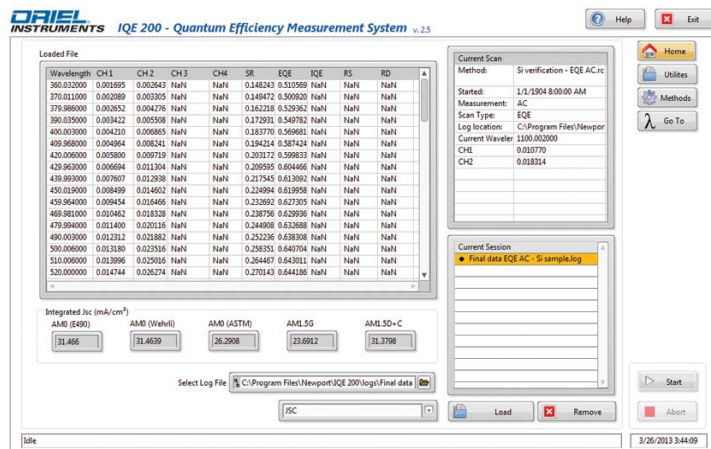 ORIEL
INSTRUMENTS
IQE 200 - Quantum Efficiency Measurement System v. 2.5
Help
Exit
Loaded File
Wavelength CH 1 CH 2 CH 3 CH4 SR EQE IQE RS RD
360.032000 0.001695 0.002643 NaN NaN 0.148243 0.510569 NaN NaN NaN
370.011000 0.002089 0.003305 NaN NaN 0.149472 0.500920 NaN NaN NaN
379.986000 0.002652 0.004276 NaN NaN 0.162218 0.529362 NaN NaN NaN
390.035000 0.003422 0.005508 NaN NaN 0.172931 0.549782 NaN NaN NaN
400.003000 0.004210 0.006865 NaN NaN 0.183770 0.569681 NaN NaN NaN
409.968000 0.004964 0.008241 NaN NaN 0.194214 0.587424 NaN NaN NaN
420.006000 0.005800 0.009719 NaN NaN 0.203172 0.599833 NaN NaN NaN
429.963000 0.006694 0.011304 NaN NaN 0.209595 0.604466 NaN NaN NaN
439.993000 0.007607 0.012938 NaN NaN 0.217545 0.613092 NaN NaN NaN
450.019000 0.008499 0.014602 NaN NaN 0.224994 0.619958 NaN NaN NaN
459.964000 0.009454 0.016466 NaN NaN 0.232692 0.627305 NaN NaN NaN
469.981000 0.010462 0.018328 NaN NaN 0.238756 0.629936 NaN NaN NaN
479.994000 0.011400 0.020116 NaN NaN 0.244908 0.632688 NaN NaN NaN
490.003000 0.012312 0.021882 NaN NaN 0.252236 0.638308 NaN NaN NaN
500.006000 0.013180 0.023516 NaN NaN 0.258351 0.640704 NaN NaN NaN
510.006000 0.013996 0.025016 NaN NaN 0.264467 0.643011 NaN NaN NaN
520.000000 0.014744 0.026274 NaN NaN 0.270143 0.644186 NaN NaN NaN
Integrated Jsc (mA/cm²)
AM0 (E490) AM0 (Wehrli) AM0 (ASTM) AM1.5G AM1.5D+C
31.466 31.4639 26.2908 23.6912 31.3798
Select Log File C:\Program Files\Newport\IQE 200\logs\Final data
JSC
Current Scan
Method: Si verification - EQE AC.rc
Started: 1/1/1904 8:00:00 AM
Measurement: AC
Scan Type: EQE
Log location: C:\Program Files\Newpor
Current Waveler 1100.002000
CH1 0.010770
CH2 0.018314
Current Session
Final data EQE AC - Si sample.log
Load
Remove
Home
Utilites
Methods
λ Go To
Start
Abort
Idle
3/26/2013 3:44:09